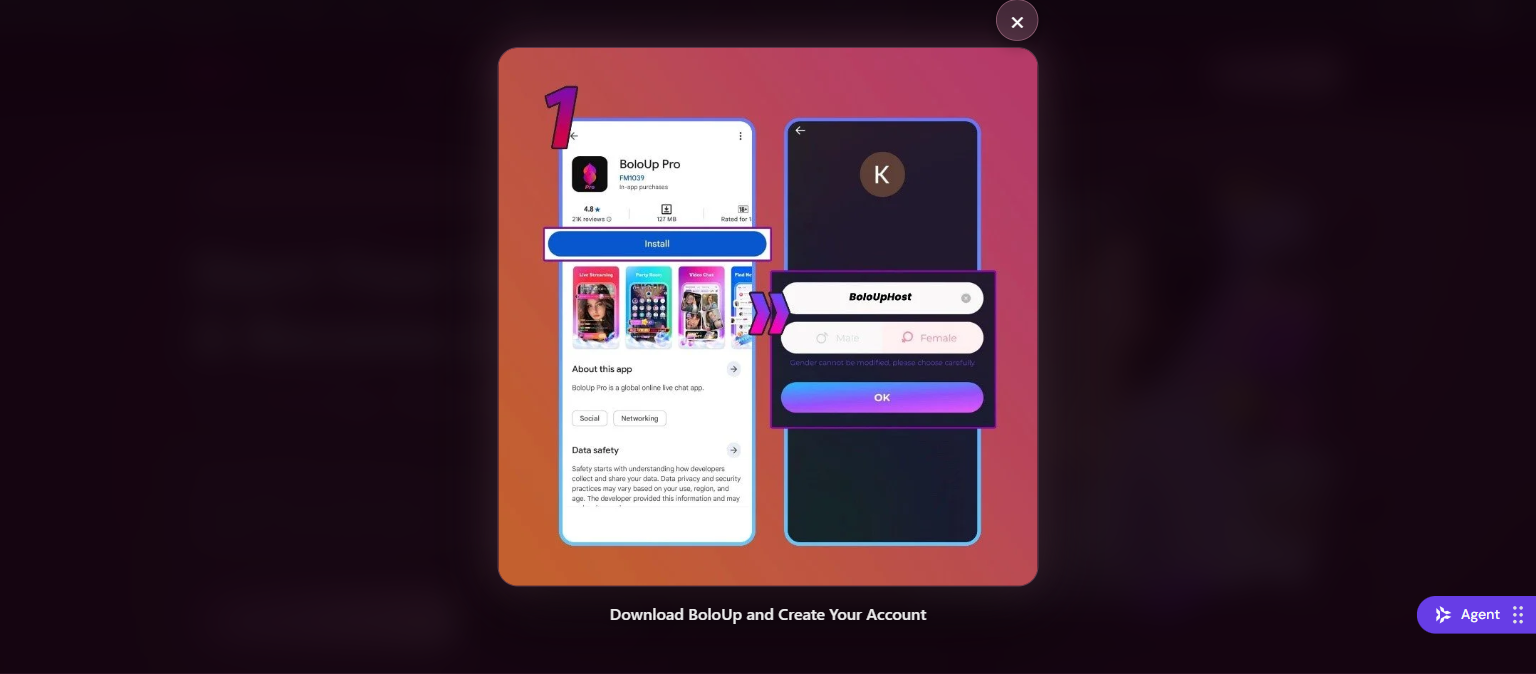 1
BoloUp Pro
FM1039
In-app purchases
4.8★
21K reviews
127 MB
18+
Rated for 1
Install
Live Streaming
Party Room
Video Chat
About this app
BoloUp Pro is a global online live chat app.
Social
Networking
Data safety
Safety starts with understanding how developers
collect and share your data. Data privacy and security
practices may vary based on your use, region, and
age. The developer provided this information and may
K
BoloUpHost
Male
Female
Gender cannot be modified, please choose carefully
OK
Download BoloUp and Create Your Account
Agent